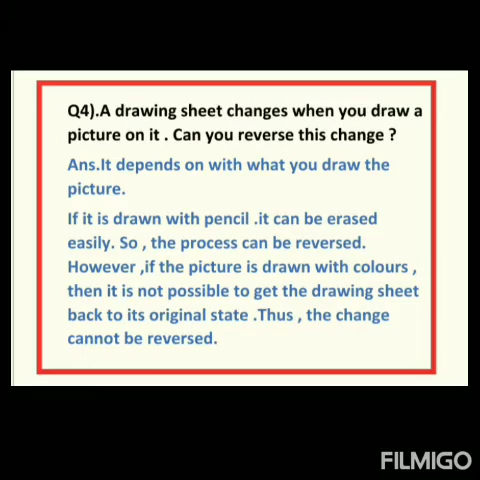 Q4).A drawing sheet changes when you draw a
picture on it . Can you reverse this change ?
Ans.It depends on with what you draw the
picture.
If it is drawn with pencil .it can be erased
easily. So , the process can be reversed.
However ,if the picture is drawn with colours ,
then it is not possible to get the drawing sheet
back to its original state .Thus , the change
cannot be reversed.
FILMIGO